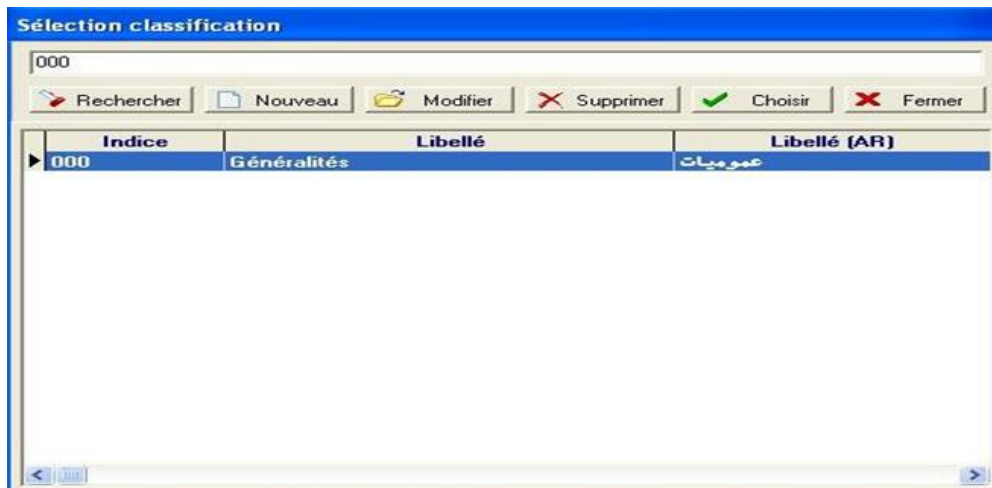 Sélection classification
000
Rechercher Nouveau Modifier Supprimer Choisir Fermer
Indice Libellé Libellé (AR)
000 Généralités عموميات